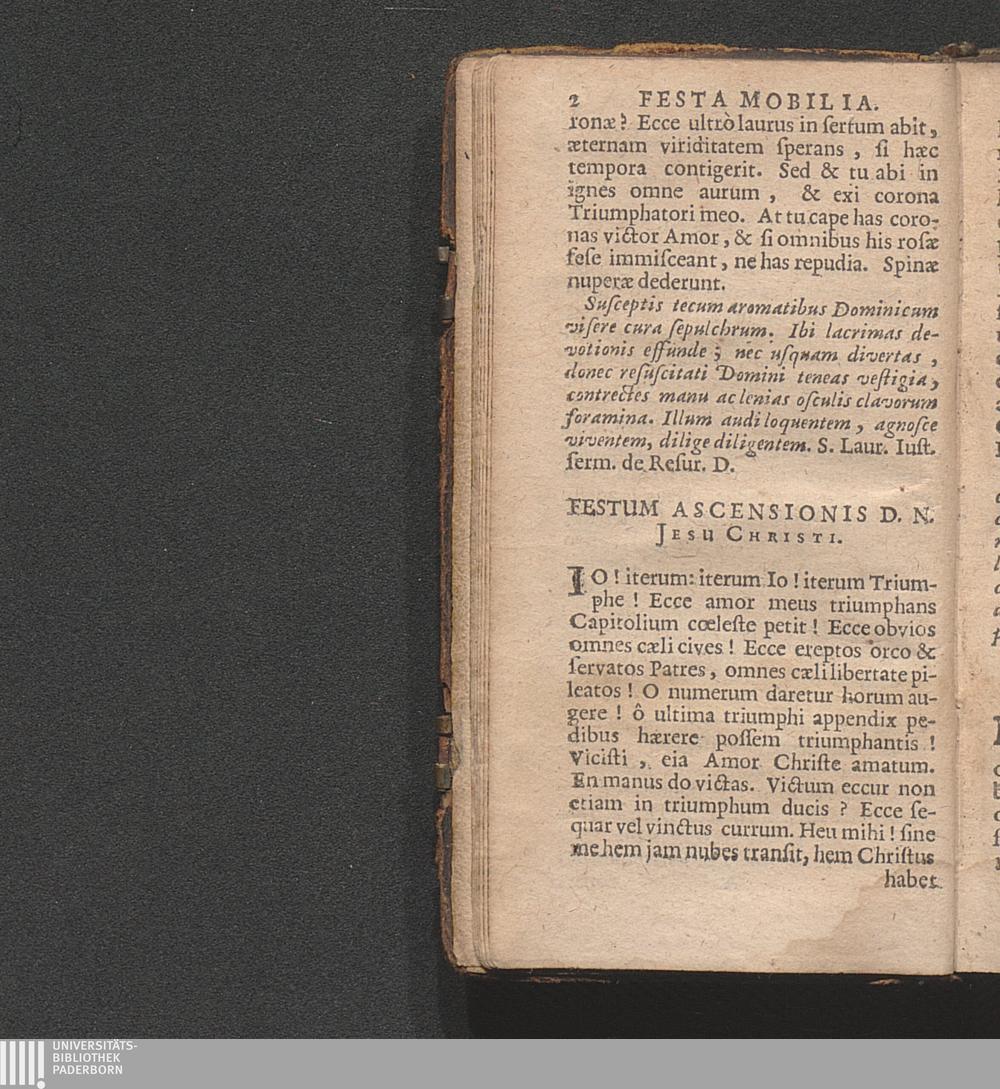 2 FESTA MOBILIA.
ronæ? Ecce ultrò laurus in ſertum abit,
æternam viriditatem ſperans, ſi hæc
tempora contigerit. Sed & tu abi in
ignes omne aurum, & exi corona
Triumphatori meo. At tu cape has coro-
nas victor Amor, & ſi omnibus his roſæ
ſeſe immiſceant, ne has repudia. Spinæ
nuperæ dederunt.
Suſceptis tecum aromatibus Dominicum
viſere cura ſepulchrum. Ibi lacrimas de-
votionis effunde; nec uſquam divertas,
donec reſuſcitati Domini teneas veſtigia,
contrectes manu ac lenias oſculis clavorum
foramina. Illum audi loquentem, agnoſce
viventem, dilige diligentem. S. Laur. Iuſt.
ſerm. de Reſur. D.
FESTUM ASCENSIONIS D. N.
JESU CHRISTI.
IO! iterum: iterum Io! iterum Trium-
phe! Ecce amor meus triumphans
Capitolium cœleſte petit! Ecce obvios
omnes cæli cives! Ecce ereptos orco &
ſervatos Patres, omnes cæli libertate pi-
leatos! O numerum daretur horum au-
gere! ô ultima triumphi appendix pe-
dibus hærere poſſem triumphantis!
Viciſti, eia Amor Chriſte amatum.
En manus do victas. Victum eccur non
etiam in triumphum ducis? Ecce ſe-
quar vel vinctus currum. Heu mihi! ſine
me hem jam nubes tranſit, hem Chriſtus
habet
UNIVERSITÄTS-
BIBLIOTHEK
PADERBORN